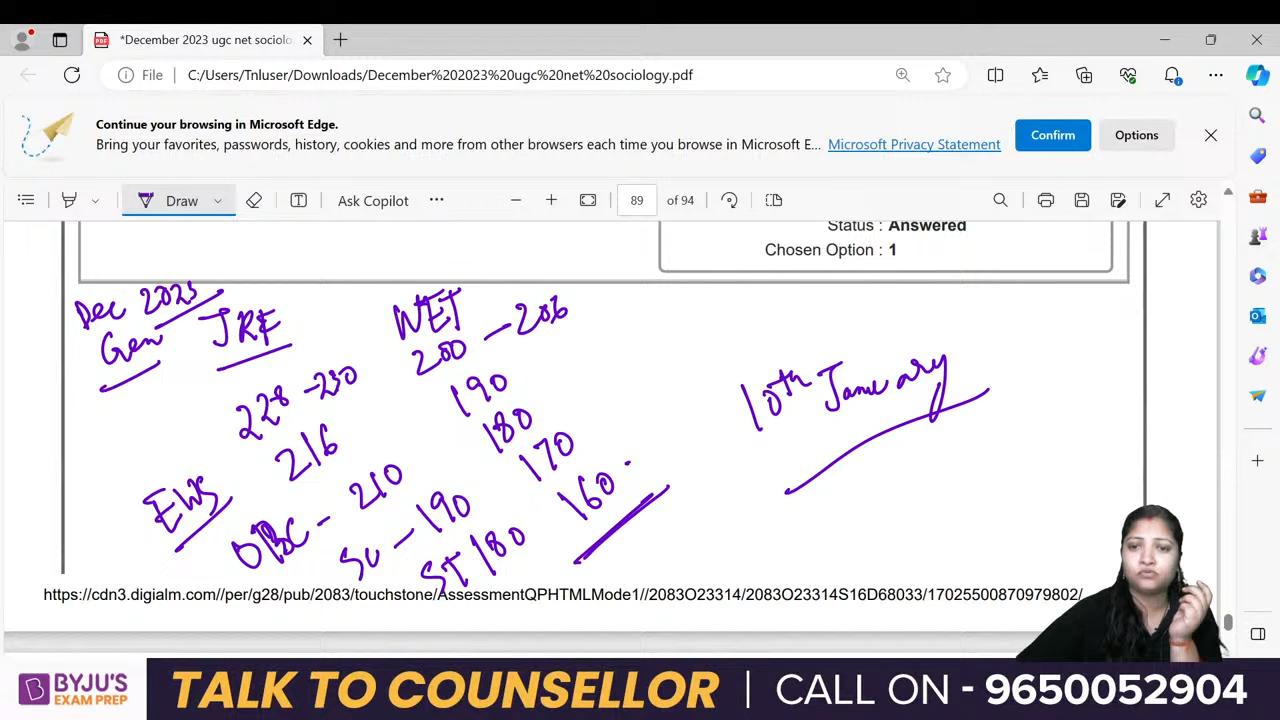 *December 2023 ugc net sociolo
File
C:/Users/Tnluser/Downloads/December%202023%20ugc%20net%20sociology.pdf
Continue your browsing in Microsoft Edge.
Bring your favorites, passwords, history, cookies and more from other browsers each time you browse in Microsoft E...
Microsoft Privacy Statement
Confirm
Options
Draw
Ask Copilot
89 of 94
Status : Answered
Chosen Option : 1
Dec 2023
Gen JRF NET
228 - 230 200 - 206
216 190
EWS 180
OBC - 210 170
SC - 190 160
ST 180
10th January
https://cdn3.digialm.com//per/g28/pub/2083/touchstone/AssessmentQPHTMLMode1//2083O23314/2083O23314S16D68033/17025500870979802/
BYJU'S
EXAM PREP
TALK TO COUNSELLOR | CALL ON - 9650052904